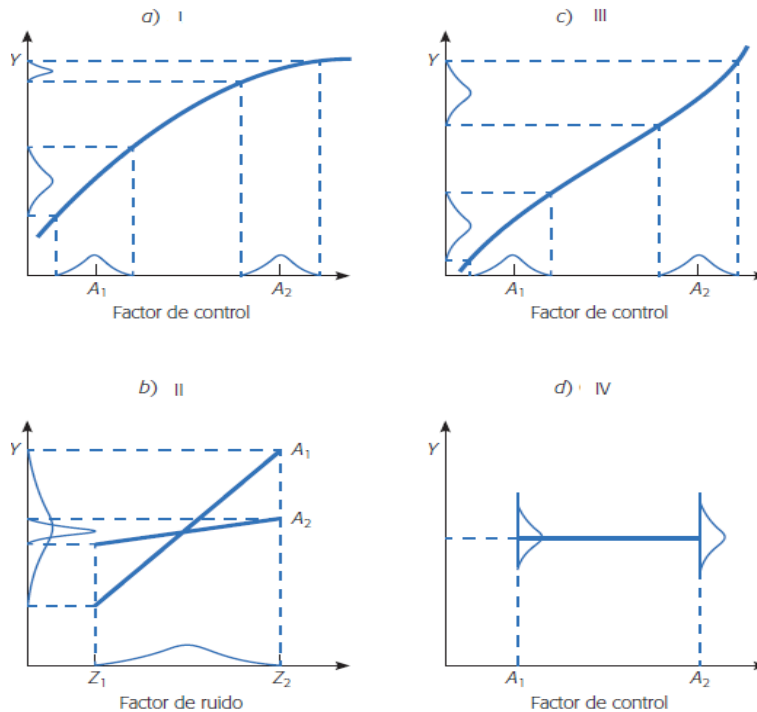 a) I
Y
A1 A2
Factor de control
c) III
Y
A1 A2
Factor de control
b) II
Y
A1
A2
Z1 Z2
Factor de ruido
d) IV
Y
A1 A2
Factor de control